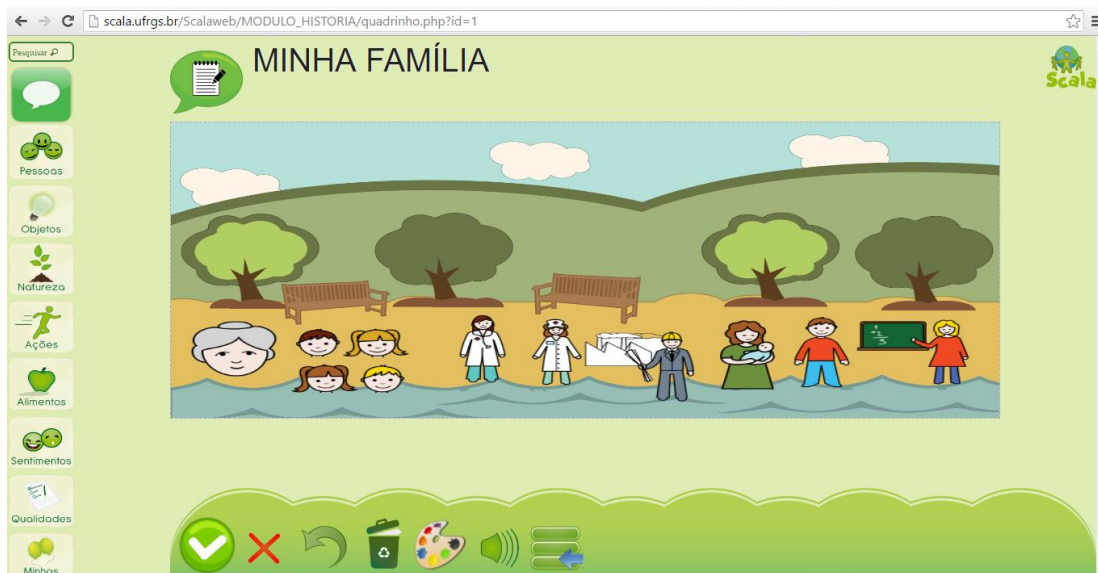 scala.ufrgs.br/Scalaweb/MODULO_HISTORIA/quadrinho.php?id=1
Pesquisar
MINHA FAMÍLIA
Scala
Pessoas
Objetos
Natureza
Ações
Alimentos
Sentimentos
Qualidades
Minhas